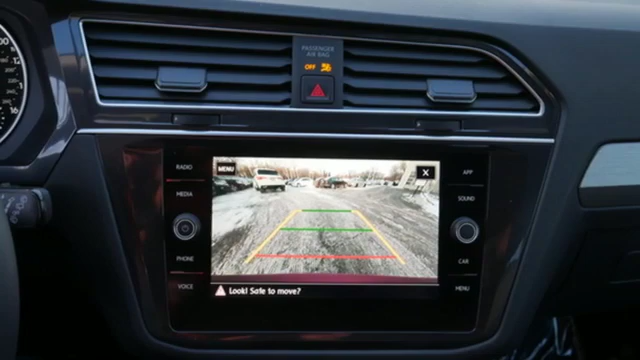 PASSENGER
AIR BAG
OFF
RADIO
MEDIA
PHONE
VOICE
MENU
X
Look! Safe to move?
APP
SOUND
CAR
MENU